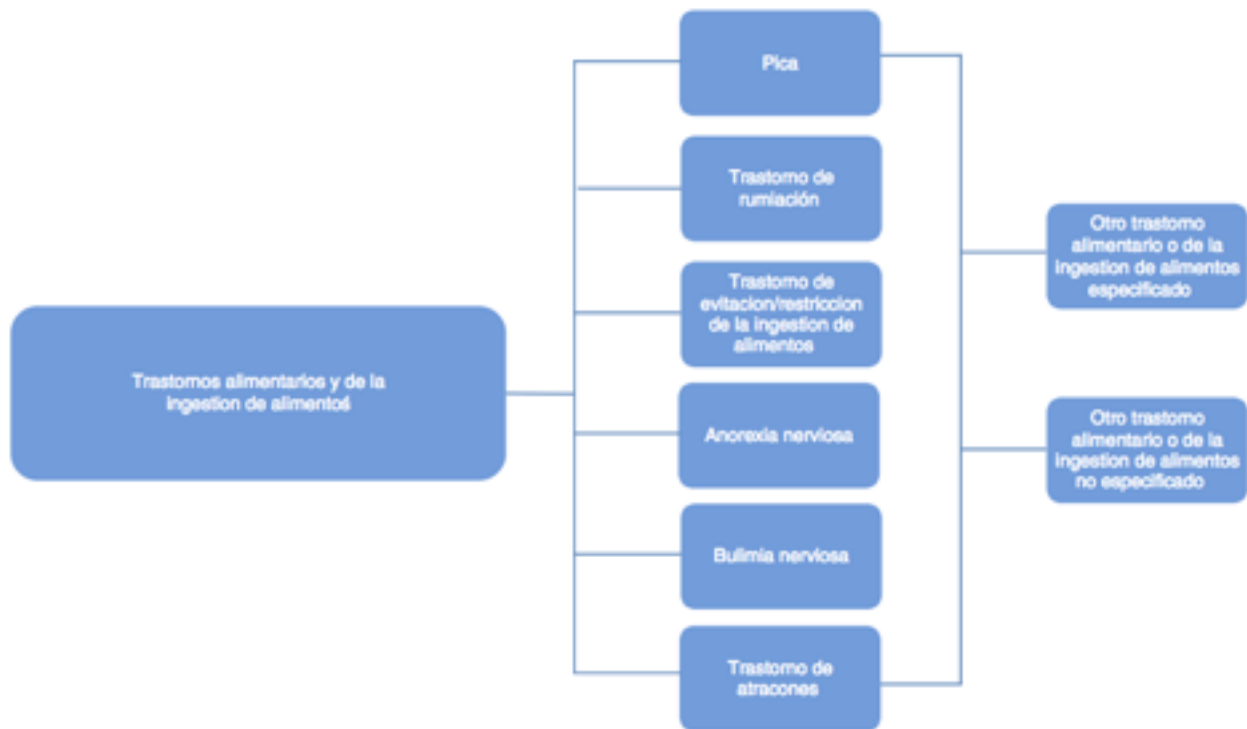 Pica
Trastorno de
rumiación
Trastorno de
evitacion/restriccion
de la ingestion de
alimentos
Trastornos alimentarios y de la
ingestion de alimentos
Anorexia nerviosa
Bulimia nerviosa
Trastorno de
atracones
Otro trastorno
alimentario o de la
ingestion de alimentos
especificado
Otro trastorno
alimentario o de la
ingestion de alimentos
no especificado